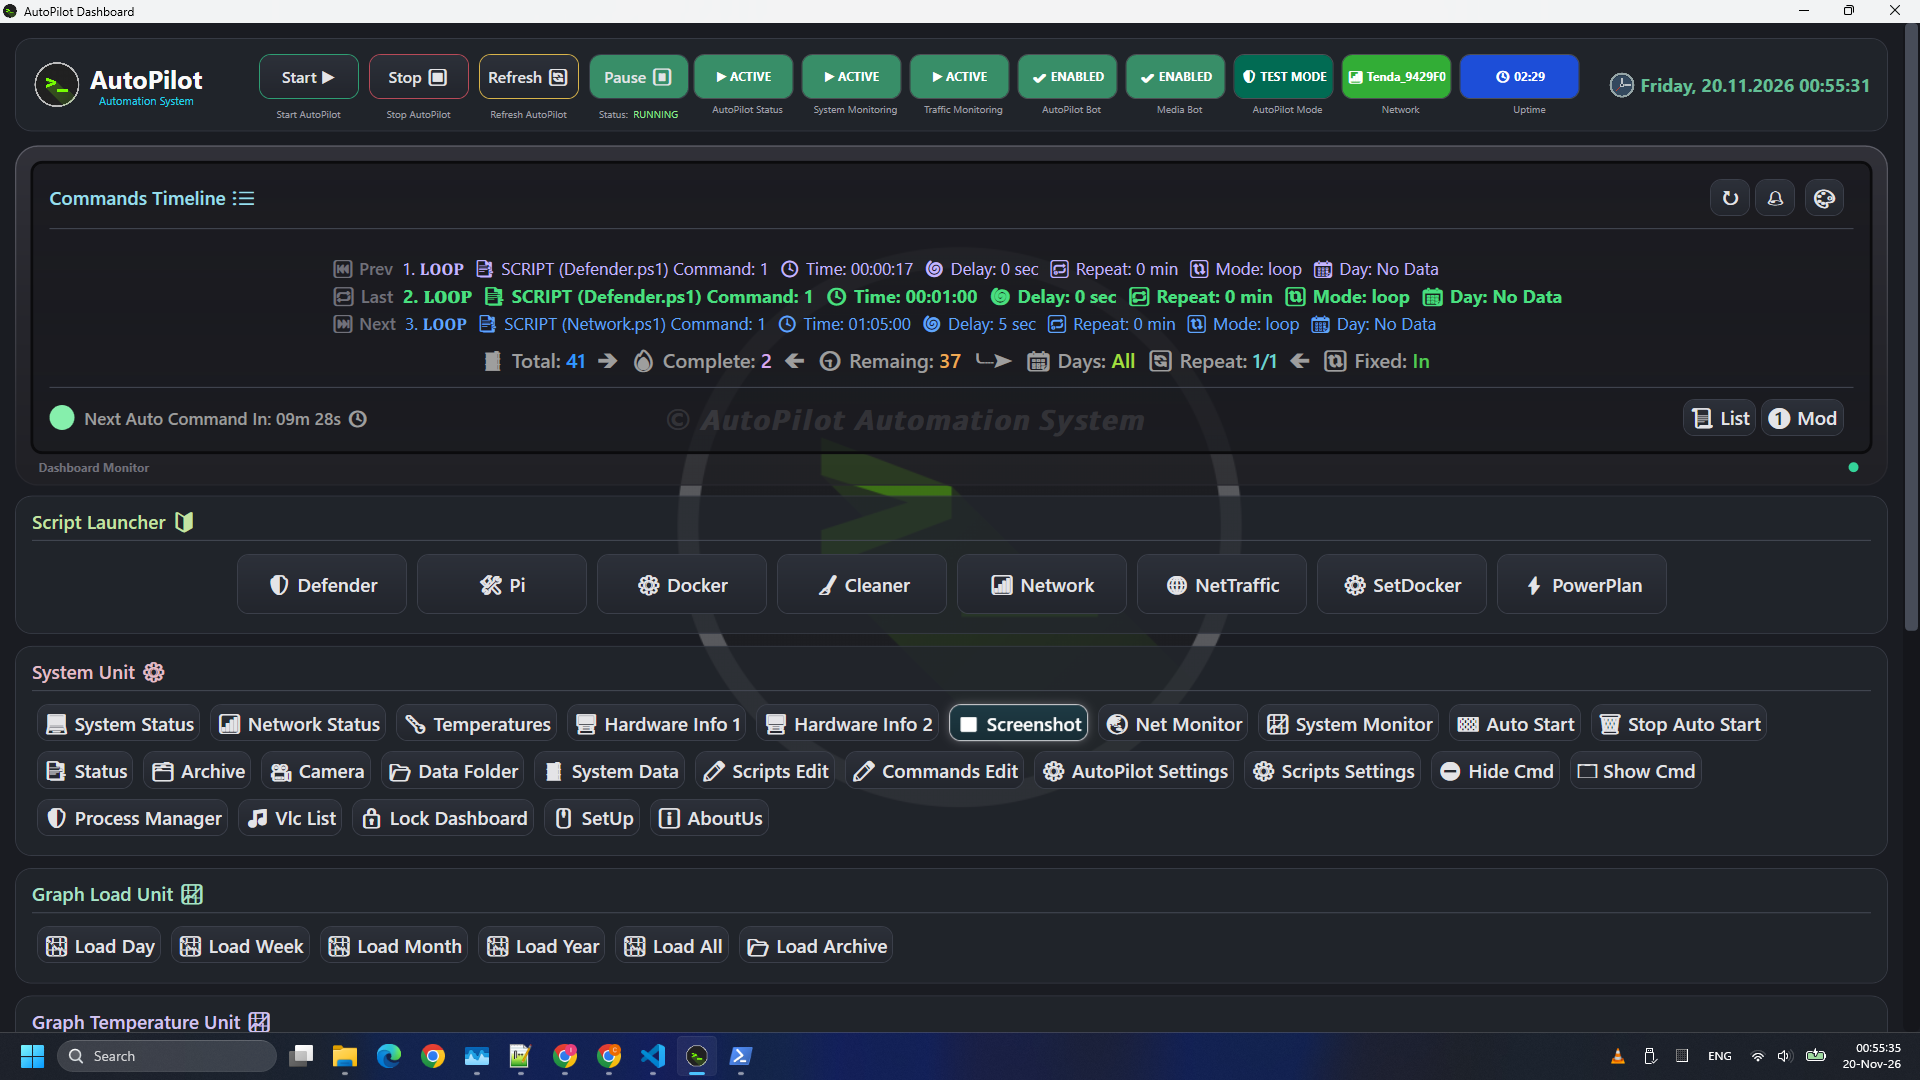 AutoPilot Dashboard
AutoPilot
Automation System
Start
Start AutoPilot
Stop
Stop AutoPilot
Refresh
Refresh AutoPilot
Pause
Status: RUNNING
ACTIVE
AutoPilot Status
ACTIVE
System Monitoring
ACTIVE
Traffic Monitoring
ENABLED
AutoPilot Bot
ENABLED
Media Bot
TEST MODE
AutoPilot Mode
Tenda_9429F0
Network
02:29
Uptime
Friday, 20.11.2026 00:55:31
Commands Timeline
Prev 1. LOOP SCRIPT (Defender.ps1) Command: 1 Time: 00:00:17 Delay: 0 sec Repeat: 0 min Mode: loop Day: No Data
Last 2. LOOP SCRIPT (Defender.ps1) Command: 1 Time: 00:01:00 Delay: 0 sec Repeat: 0 min Mode: loop Day: No Data
Next 3. LOOP SCRIPT (Network.ps1) Command: 1 Time: 01:05:00 Delay: 5 sec Repeat: 0 min Mode: loop Day: No Data
Total: 41 Complete: 2 Remaing: 37 Days: All Repeat: 1/1 Fixed: In
Next Auto Command In: 09m 28s
© AutoPilot Automation System
List
1 Mod
Dashboard Monitor
Script Launcher
Defender
Pi
Docker
Cleaner
Network
NetTraffic
SetDocker
PowerPlan
System Unit
System Status
Network Status
Temperatures
Hardware Info 1
Hardware Info 2
Screenshot
Net Monitor
System Monitor
Auto Start
Stop Auto Start
Status
Archive
Camera
Data Folder
System Data
Scripts Edit
Commands Edit
AutoPilot Settings
Scripts Settings
Hide Cmd
Show Cmd
Process Manager
Vlc List
Lock Dashboard
SetUp
AboutUs
Graph Load Unit
Load Day
Load Week
Load Month
Load Year
Load All
Load Archive
Graph Temperature Unit
Search
ENG
00:55:35
20-Nov-26